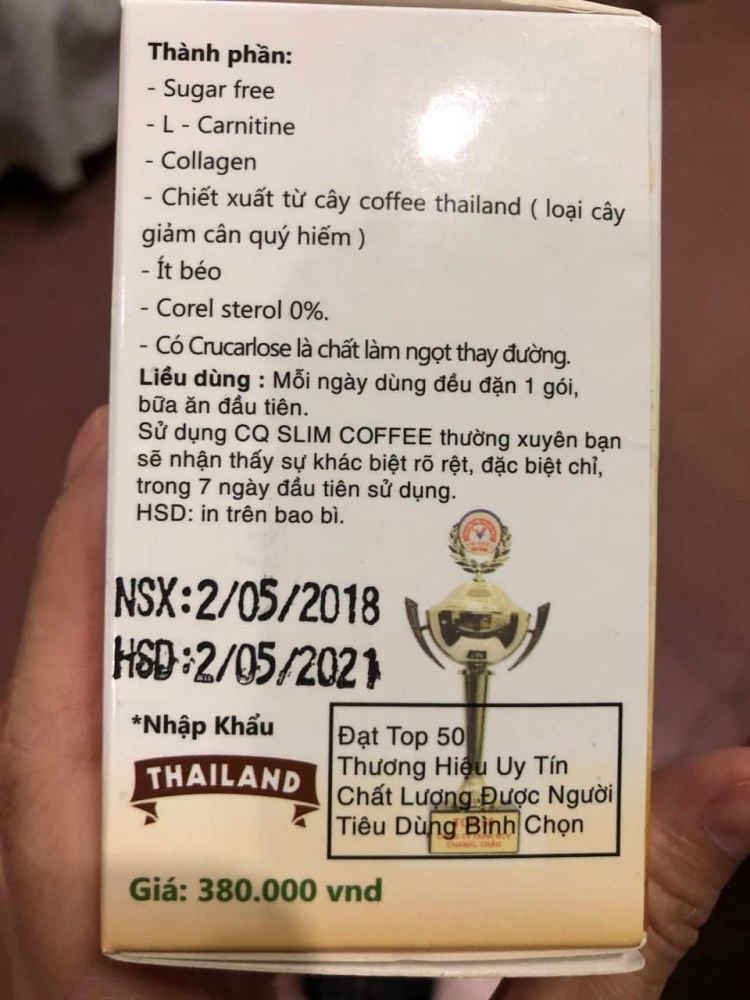 Thành phần:
- Sugar free
- L - Carnitine
- Collagen
- Chiết xuất từ cây coffee thailand ( loại cây
giảm cân quý hiếm )
- Ít béo
- Corel sterol 0%.
- Có Crucarlose là chất làm ngọt thay đường.
Liều dùng : Mỗi ngày dùng đều đặn 1 gói,
bữa ăn đầu tiên.
Sử dụng CQ SLIM COFFEE thường xuyên bạn
sẽ nhận thấy sự khác biệt rõ rệt, đặc biệt chỉ,
trong 7 ngày đầu tiên sử dụng.
HSD: in trên bao bì.
NSX:2/05/2018
HSD:2/05/2021
*Nhập Khẩu
THAILAND
Đạt Top 50
Thương Hiệu Uy Tín
Chất Lượng Được Người
Tiêu Dùng Bình Chọn
CHANEL CHÂU
Giá: 380.000 vnd